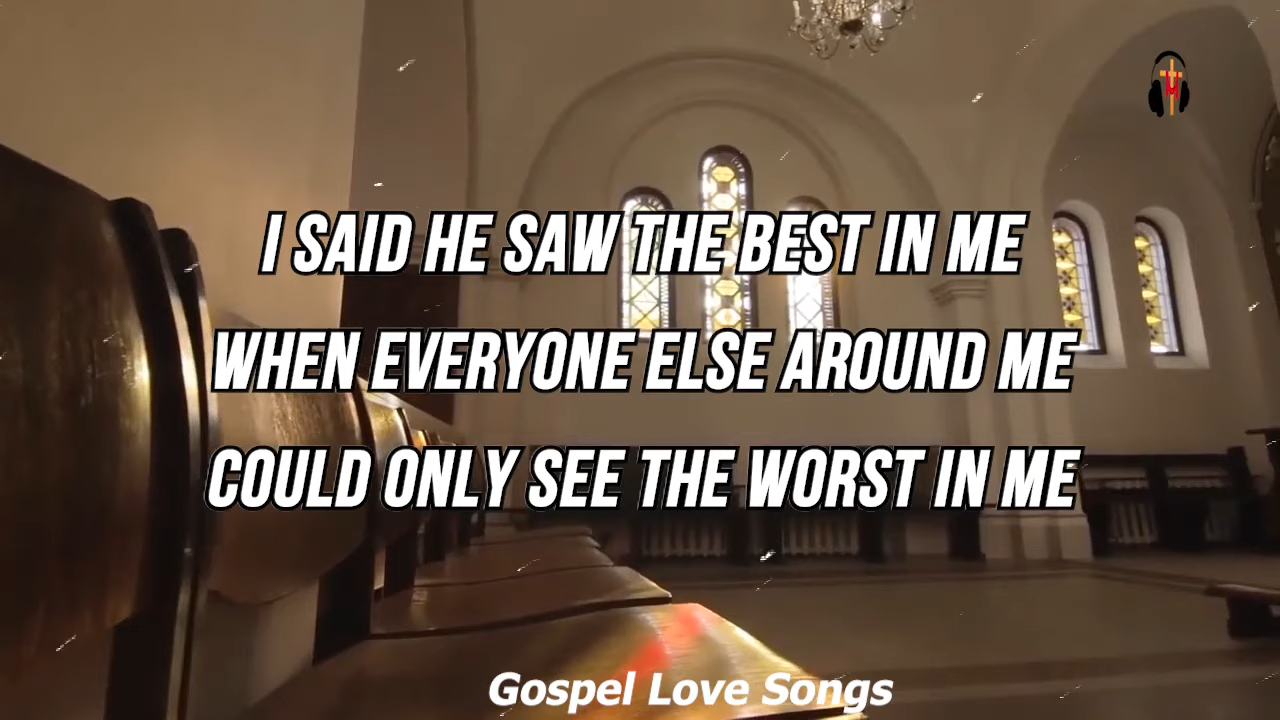 I SAID HE SAW THE BEST IN ME
WHEN EVERYONE ELSE AROUND ME
COULD ONLY SEE THE WORST IN ME
Gospel Love Songs